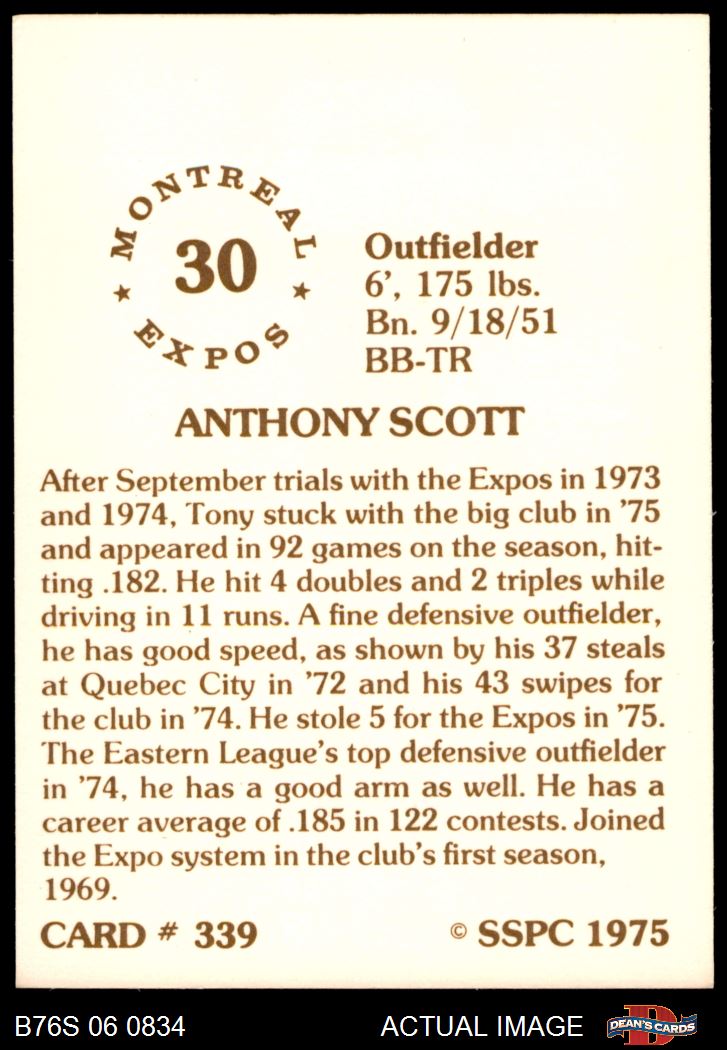 MONTREAL
30
EXPOS
Outfielder
6', 175 lbs.
Bn. 9/18/51
BB-TR
ANTHONY SCOTT
After September trials with the Expos in 1973
and 1974, Tony stuck with the big club in '75
and appeared in 92 games on the season, hit-
ting .182. He hit 4 doubles and 2 triples while
driving in 11 runs. A fine defensive outfielder,
he has good speed, as shown by his 37 steals
at Quebec City in '72 and his 43 swipes for
the club in '74. He stole 5 for the Expos in '75.
The Eastern League's top defensive outfielder
in '74, he has a good arm as well. He has a
career average of .185 in 122 contests. Joined
the Expo system in the club's first season,
1969.
CARD # 339 © SSPC 1975
B76S 06 0834 ACTUAL IMAGE D DEAN'S CARDS